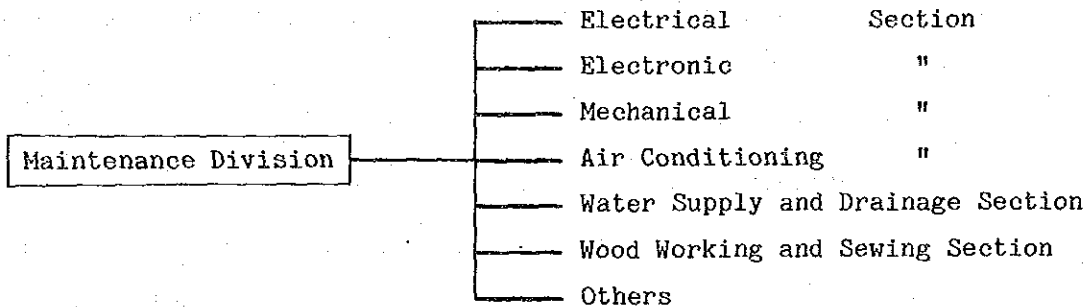 Electrical Section
Electronic "
Mechanical "
Maintenance Division
Air Conditioning "
Water Supply and Drainage Section
Wood Working and Sewing Section
Others